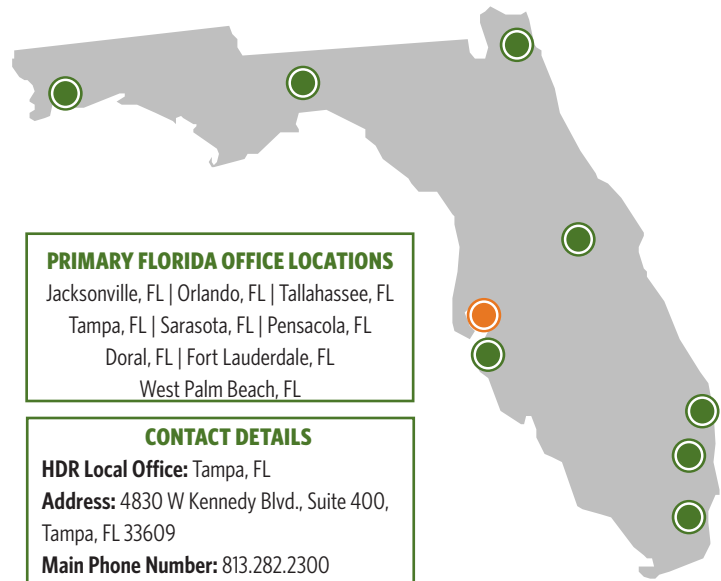 PRIMARY FLORIDA OFFICE LOCATIONS
Jacksonville, FL | Orlando, FL | Tallahassee, FL
Tampa, FL | Sarasota, FL | Pensacola, FL
Doral, FL | Fort Lauderdale, FL
West Palm Beach, FL
CONTACT DETAILS
HDR Local Office: Tampa, FL
Address: 4830 W Kennedy Blvd., Suite 400,
Tampa, FL 33609
Main Phone Number: 813.282.2300